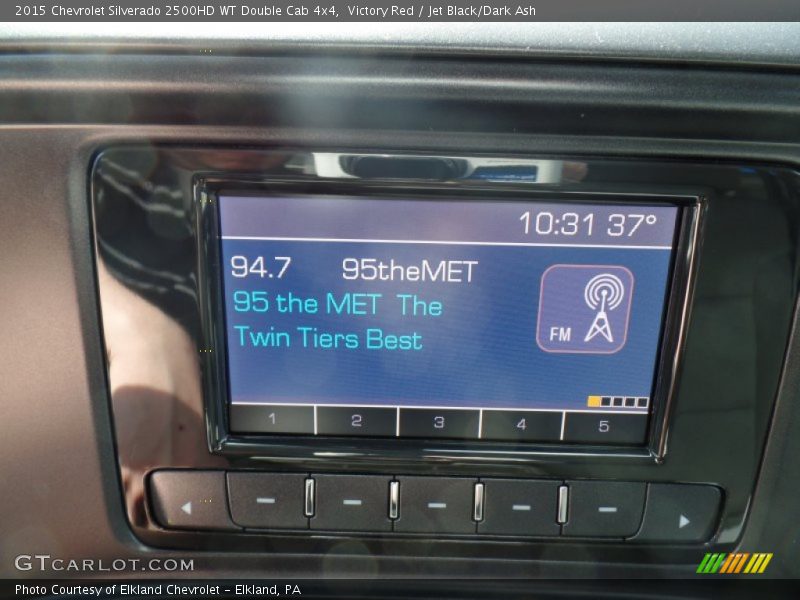 2015 Chevrolet Silverado 2500HD WT Double Cab 4x4,  Victory Red / Jet Black/Dark Ash
10:31 37°
94.7 95theMET
95 the MET The
Twin Tiers Best
FM
1 2 3 4 5
GTCARLOT.COM
Photo Courtesy of Elkland Chevrolet – Elkland, PA